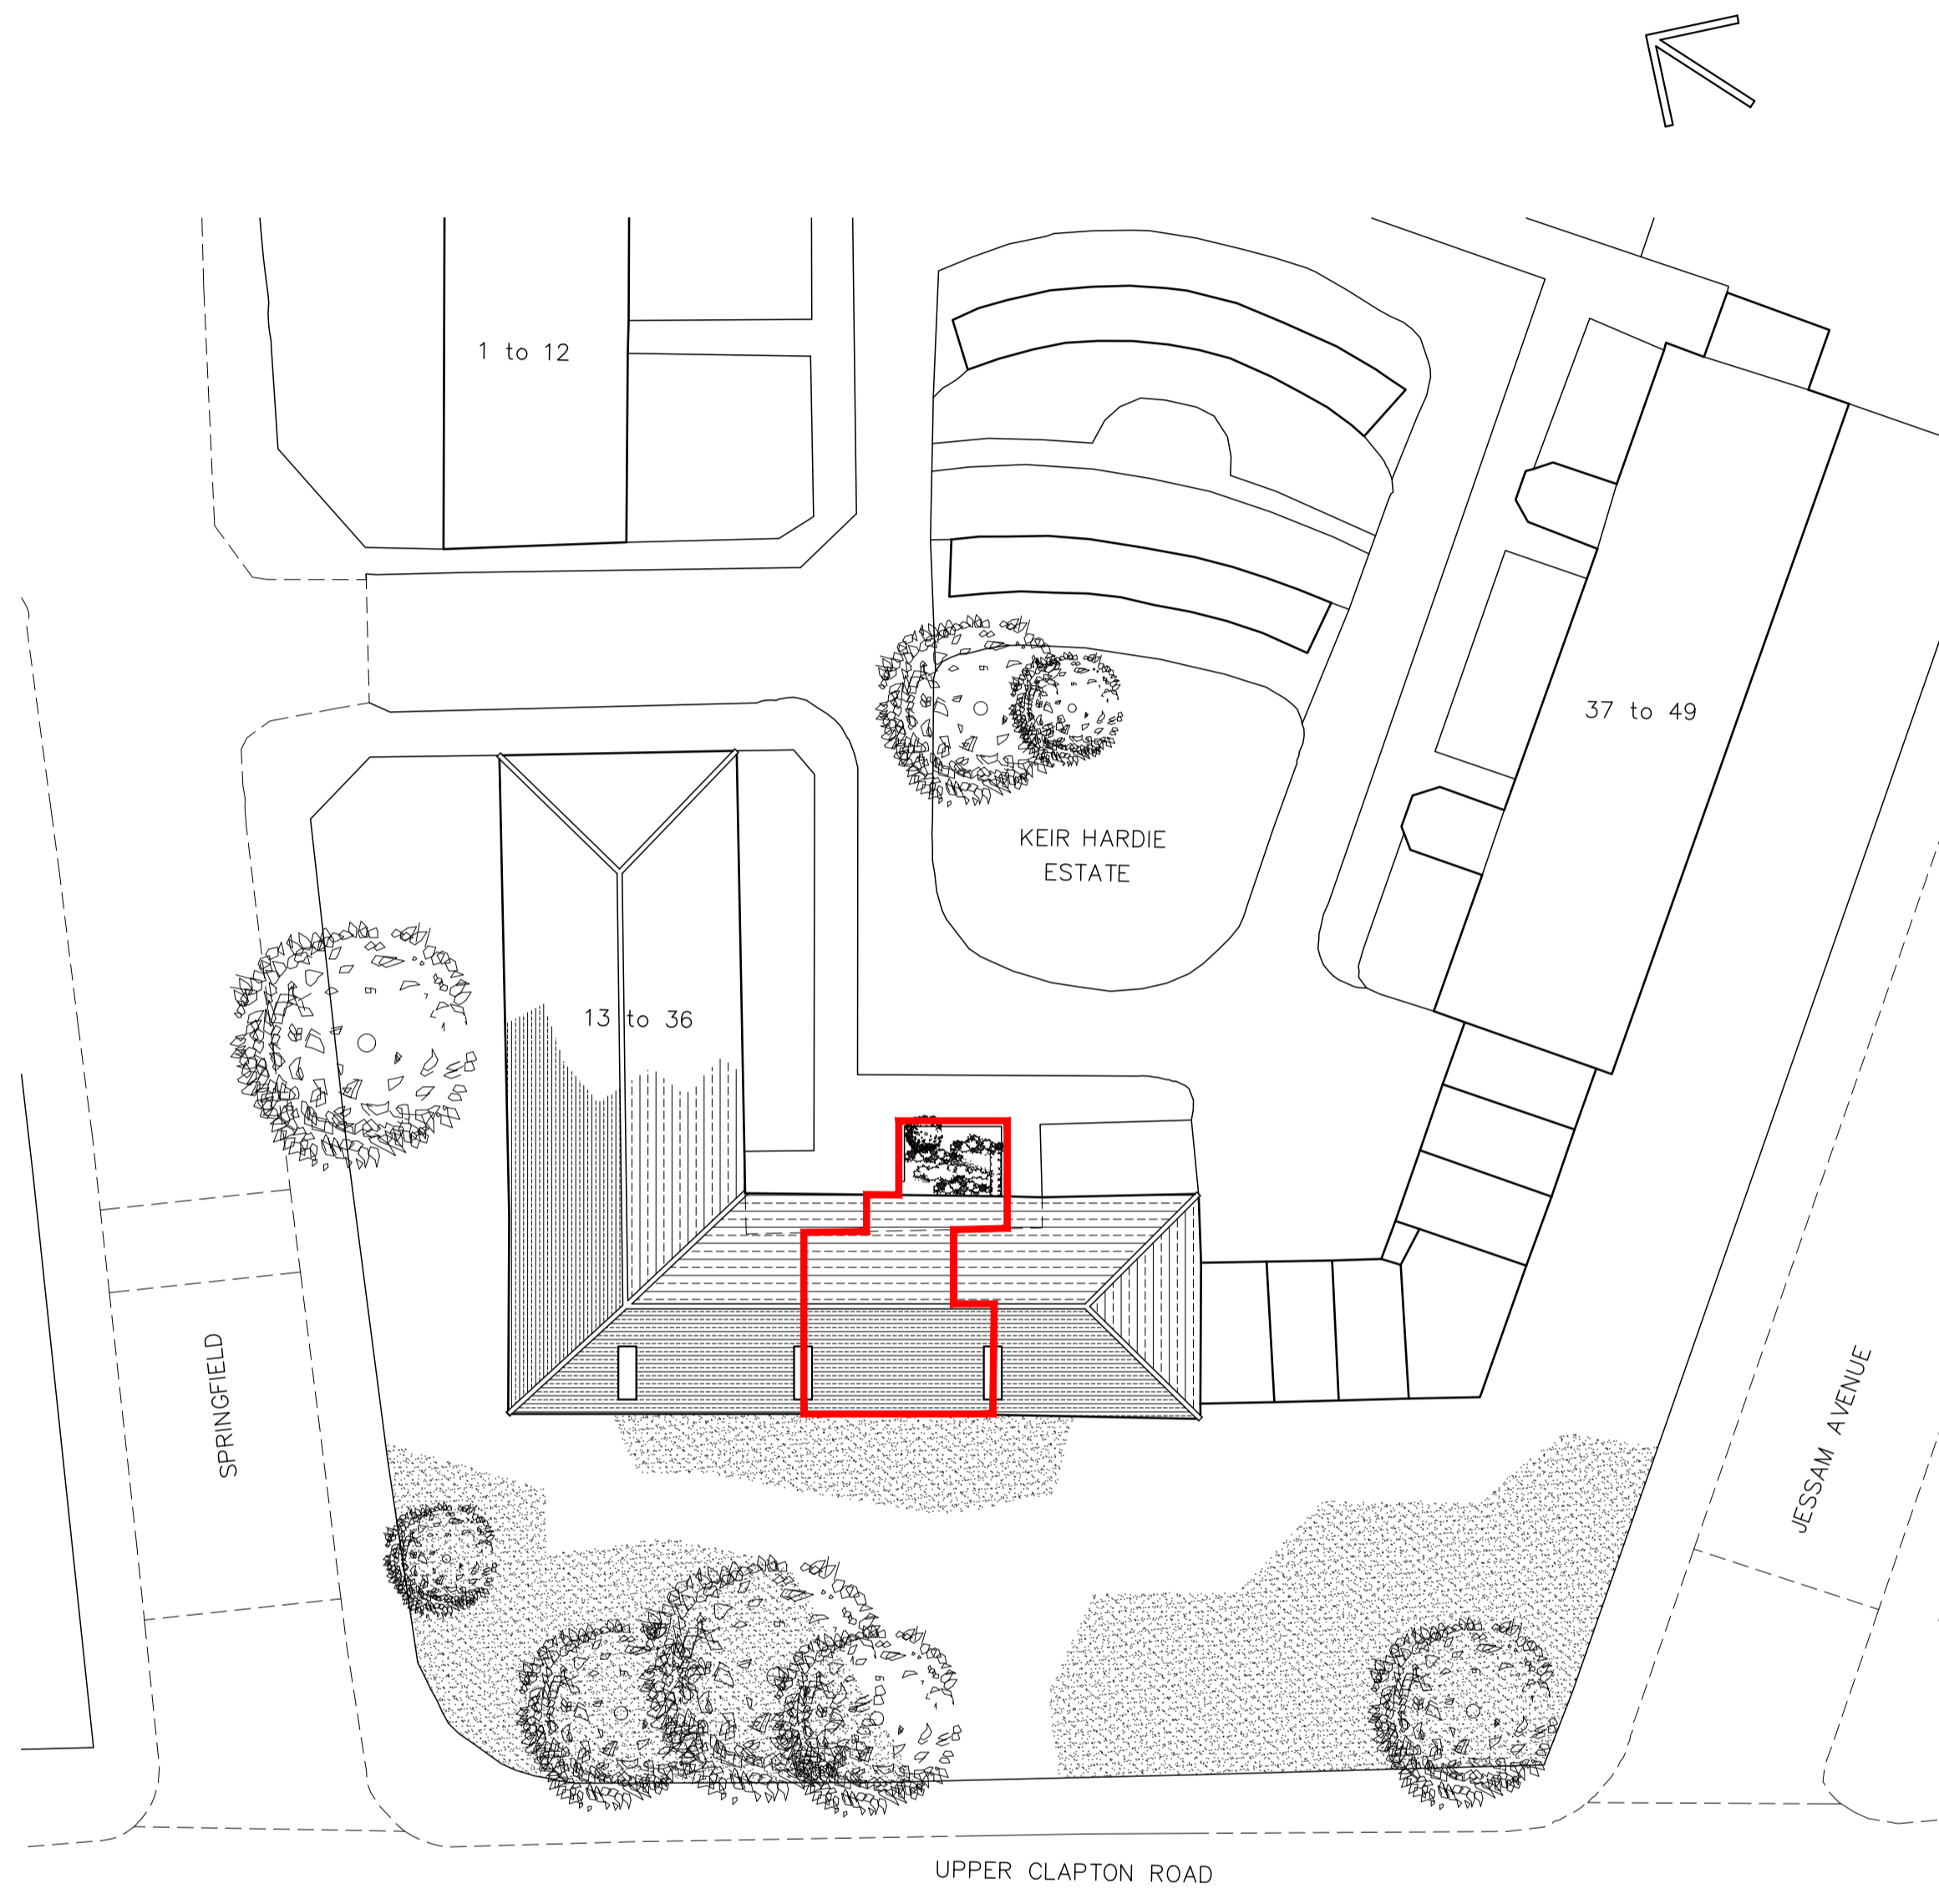 1 to 12
37 to 49
KEIR HARDIE
ESTATE
13 to 36
SPRINGFIELD
JESSAM AVENUE
UPPER CLAPTON ROAD